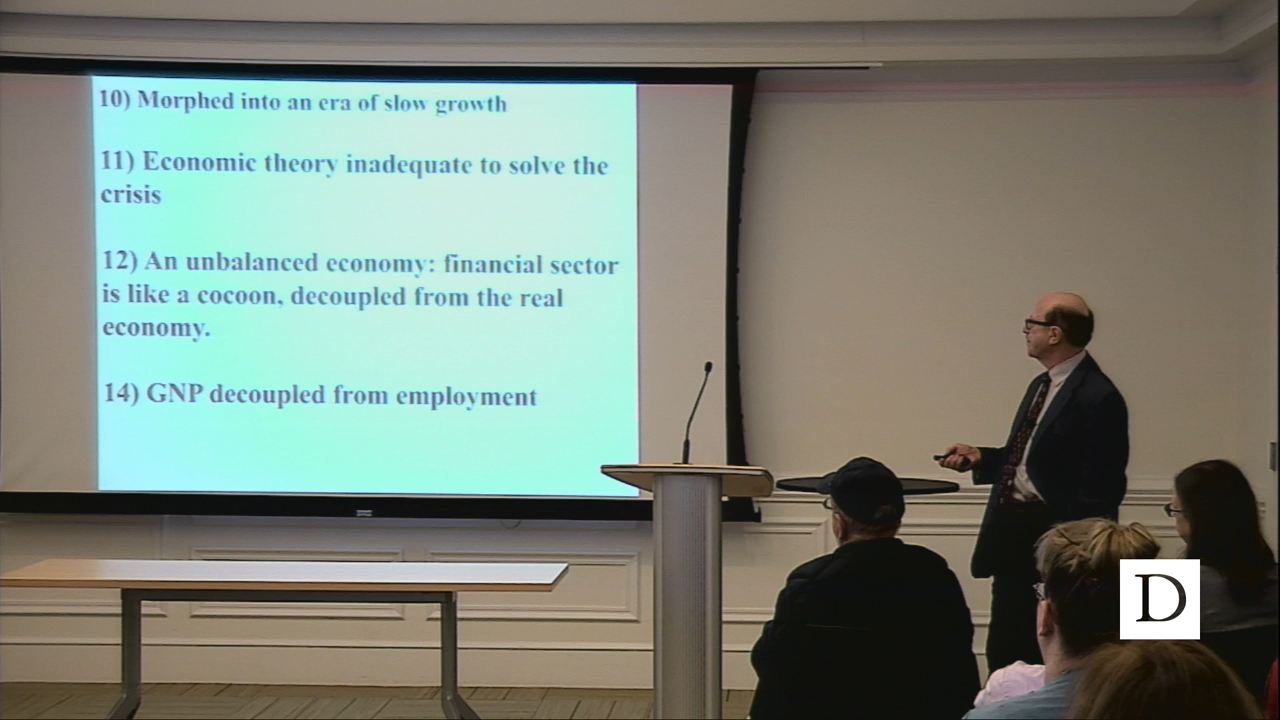 10) Morphed into an era of slow growth
11) Economic theory inadequate to solve the
crisis
12) An unbalanced economy: financial sector
is like a cocoon, decoupled from the real
economy.
14) GNP decoupled from employment
D